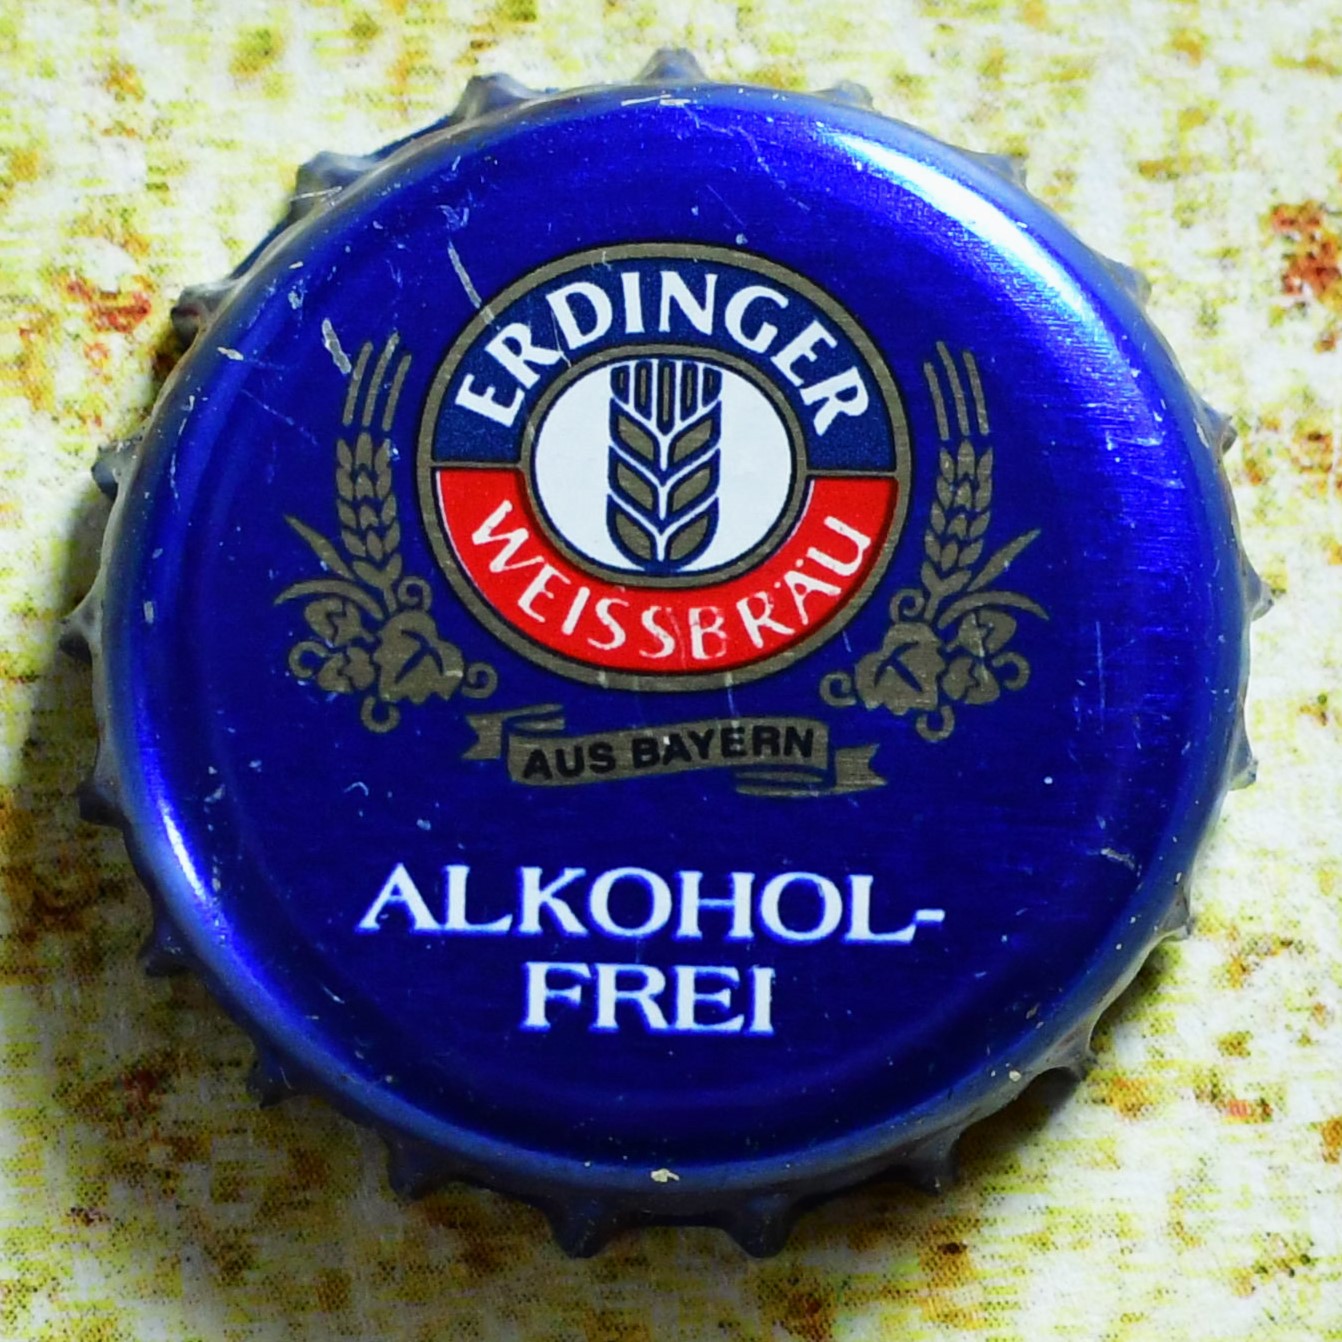 ERDINGER
WEISSBRÄU
AUS BAYERN
ALKOHOL-
FREI